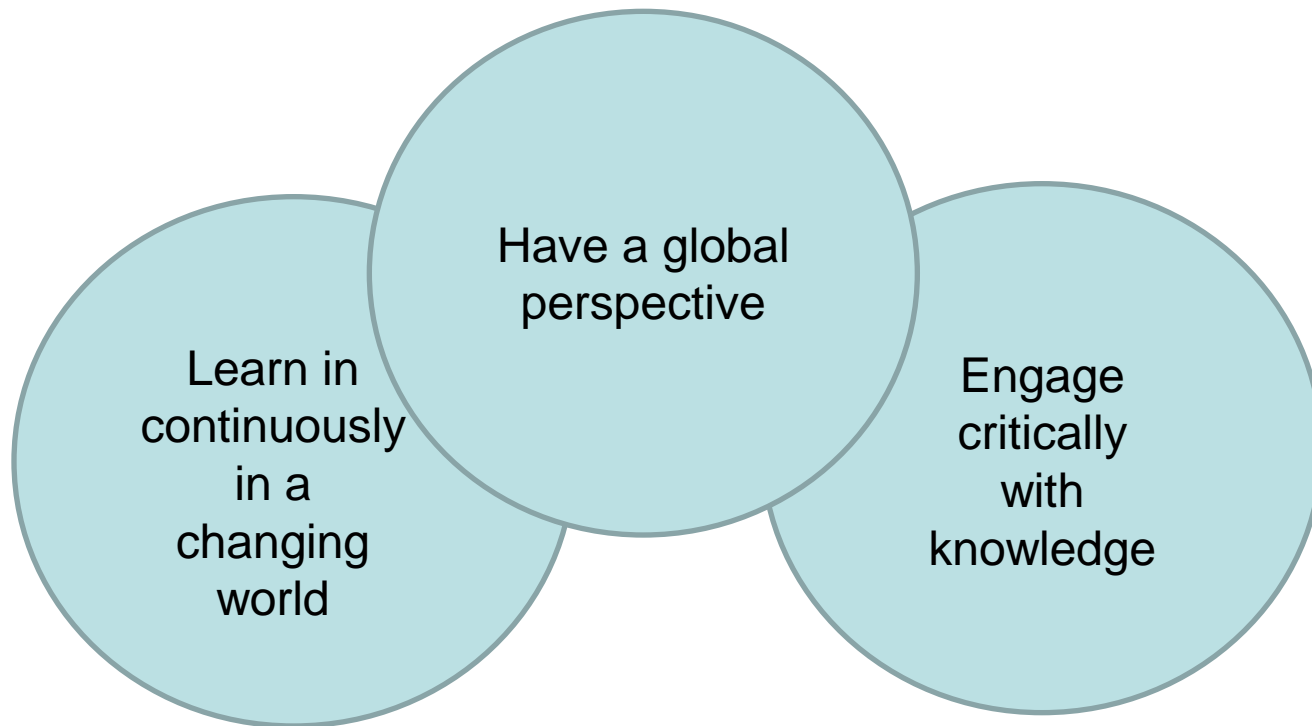 Have a global
perspective
Learn in
continuously
in a
changing
world
Engage
critically
with
knowledge